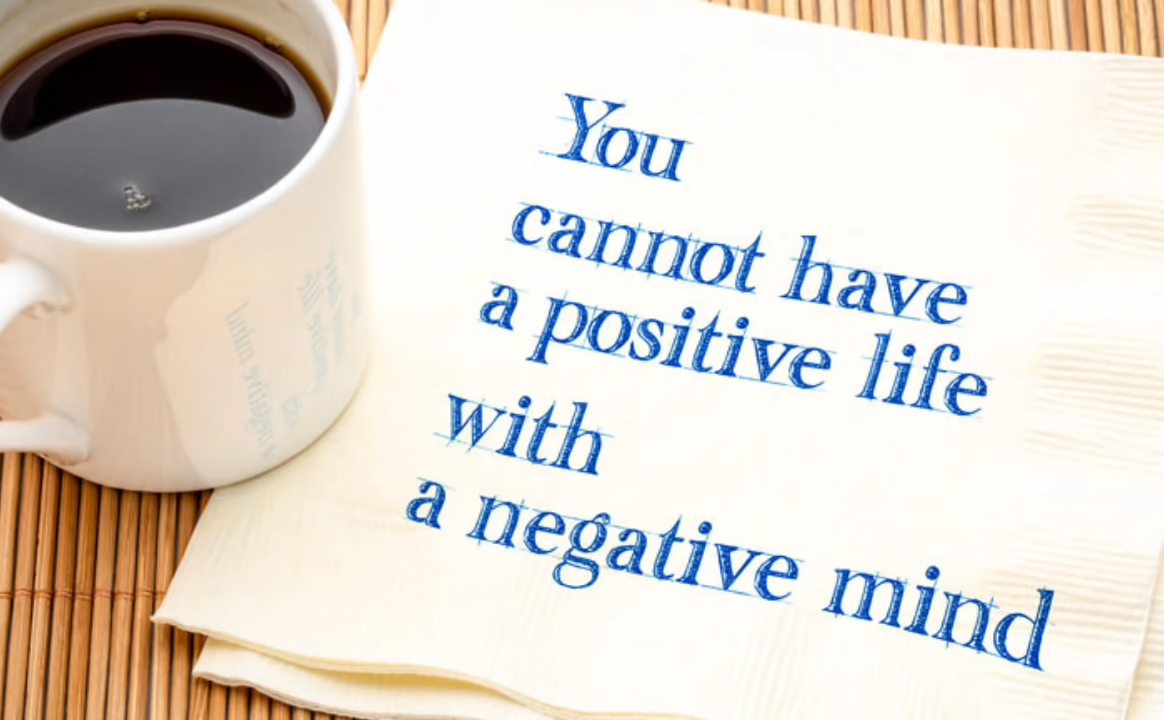 You
cannot have
a positive life
with
a negative mind